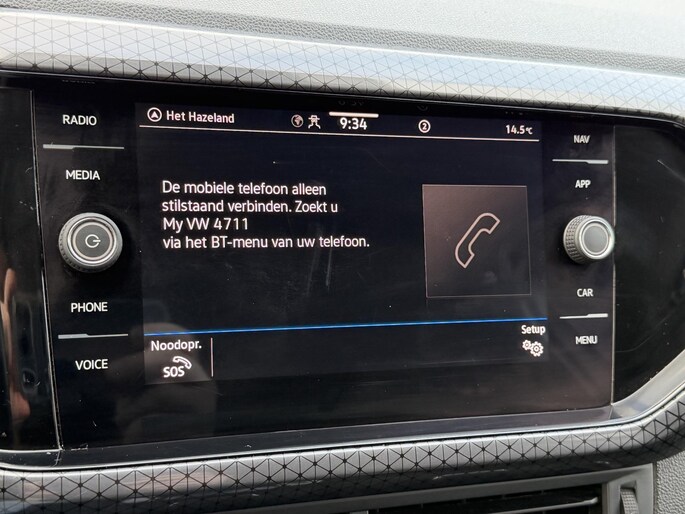 RADIO
MEDIA
PHONE
VOICE
Het Hazeland
9:34
2
14.5°C
De mobiele telefoon alleen
stilstaand verbinden. Zoekt u
My VW 4711
via het BT-menu van uw telefoon.
Noodopr.
SOS
Setup
NAV
APP
CAR
MENU